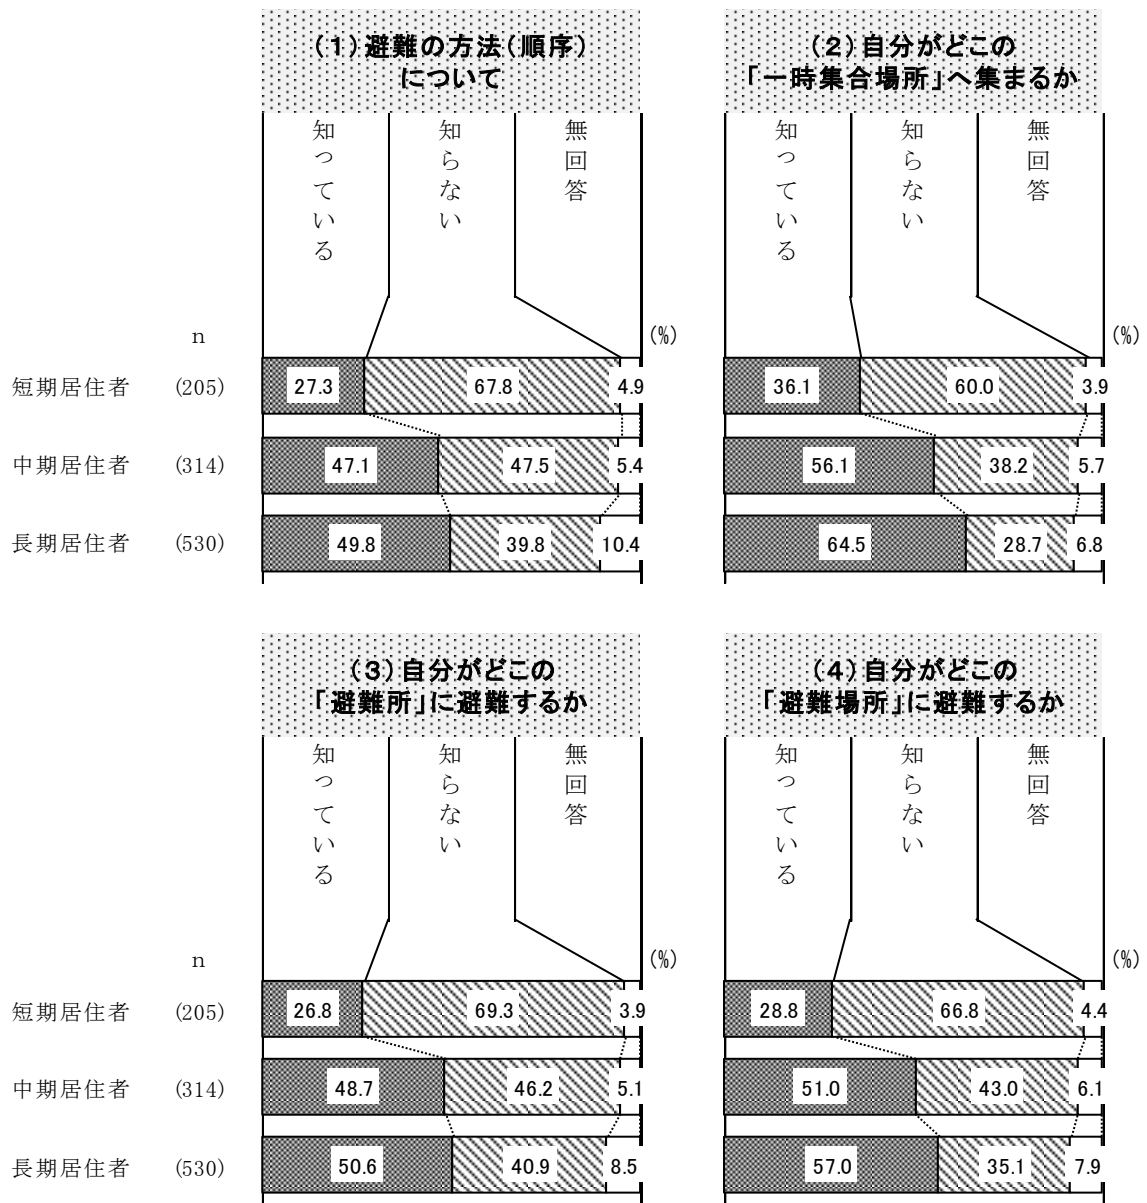 (1)避難の方法(順序)
について
知っている
知らない
無回答
n
(%)
短期居住者 (205) 27.3 67.8 4.9
中期居住者 (314) 47.1 47.5 5.4
長期居住者 (530) 49.8 39.8 10.4
(2)自分がどこの
「一時集合場所」へ集まるか
知っている
知らない
無回答
(%)
36.1 60.0 3.9
56.1 38.2 5.7
64.5 28.7 6.8
(3)自分がどこの
「避難所」に避難するか
知っている
知らない
無回答
n
(%)
短期居住者 (205) 26.8 69.3 3.9
中期居住者 (314) 48.7 46.2 5.1
長期居住者 (530) 50.6 40.9 8.5
(4)自分がどこの
「避難場所」に避難するか
知っている
知らない
無回答
(%)
28.8 66.8 4.4
51.0 43.0 6.1
57.0 35.1 7.9